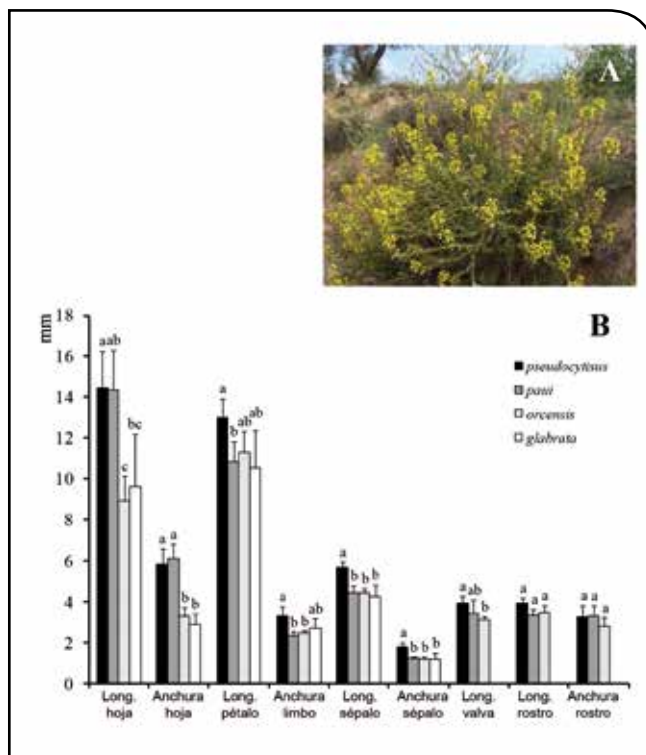 A
B
mm
18
16
14
12
10
8
6
4
2
0
pseudocytisus
paui
orcensis
glabrata
a ab c bc
a a b b
a b ab ab
a b b ab
a b b b
a b b b
a ab b
a a a
a a a
Long. hoja
Anchura hoja
Long. pétalo
Anchura limbo
Long. sépalo
Anchura sépalo
Long. valva
Long. rostro
Anchura rostro